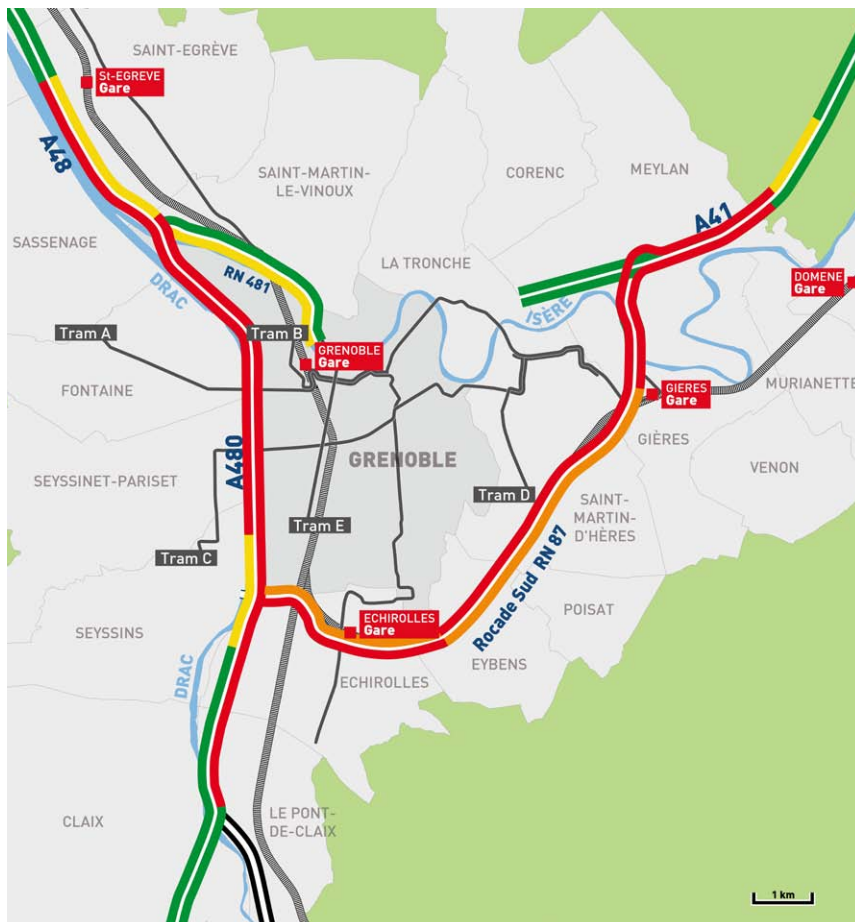 SAINT-EGRÈVE
St-EGREVE
Gare
A48
SAINT-MARTIN-
LE-VINOUX
CORENC
MEYLAN
A41
SASSENAGE
LA TRONCHE
RN 481
DRAC
ISÈRE
DOMENE
Gare
Tram A
Tram B
GRENOBLE
Gare
FONTAINE
MURIANETTE
GIERES
Gare
GIÈRES
A480
GRENOBLE
SEYSSINET-PARISET
VENON
Tram D
SAINT-
MARTIN-
D'HÈRES
Tram E
Tram C
Rocade Sud RN 87
POISAT
ECHIROLLES
Gare
SEYSSINS
EYBENS
DRAC
ECHIROLLES
CLAIX
LE PONT-
DE-CLAIX
1 km